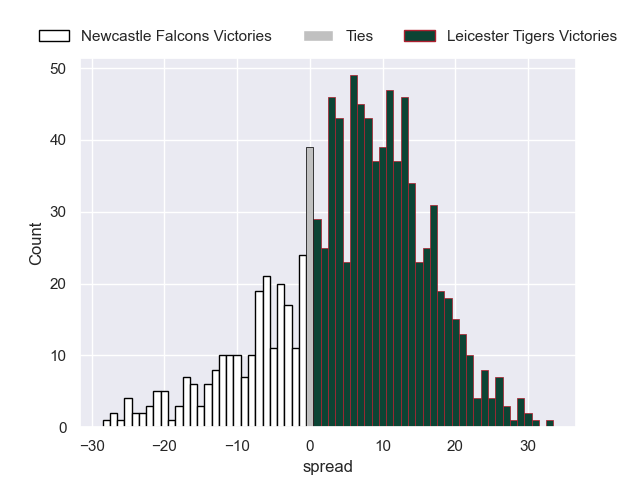 Newcastle Falcons Victories Ties Leicester Tigers Victories
50
40
30
20
10
0
Count
−30 −20 −10 0 10 20 30
spread